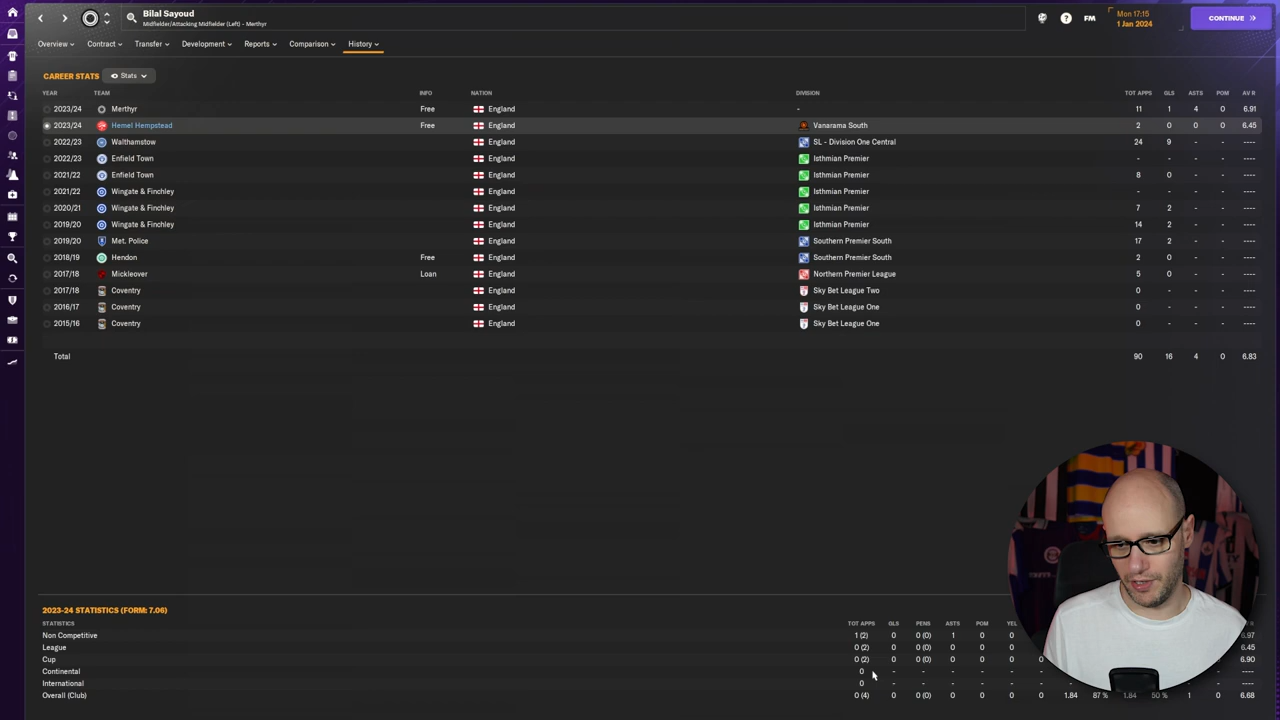 Bilal Sayoud
Midfielder/Attacking Midfielder (Left) - Merthyr
FM
Mon 17:15
1 Jan 2024
CONTINUE
Overview
Contract
Transfer
Development
Reports
Comparison
History
CAREER STATS
Stats
YEAR TEAM INFO NATION DIVISION TOT APPS GLS ASTS POM AV R
2023/24 Merthyr Free England - 11 1 4 0 6.91
2023/24 Hemel Hempstead Free England Vanarama South 2 0 0 0 6.45
2022/23 Walthamstow England SL - Division One Central 24 9 - - ----
2022/23 Enfield Town England Isthmian Premier - - - - ----
2021/22 Enfield Town England Isthmian Premier 8 0 - - ----
2021/22 Wingate & Finchley England Isthmian Premier - - - - ----
2020/21 Wingate & Finchley England Isthmian Premier 7 2 - - ----
2019/20 Wingate & Finchley England Isthmian Premier 14 2 - - ----
2019/20 Met. Police England Southern Premier South 17 2 - - ----
2018/19 Hendon Free England Southern Premier South 2 0 - - ----
2017/18 Mickleover Loan England Northern Premier League 5 0 - - ----
2017/18 Coventry England Sky Bet League Two 0 - - - ----
2016/17 Coventry England Sky Bet League One 0 - - - ----
2015/16 Coventry England Sky Bet League One 0 - - - ----
Total 90 16 4 0 6.83
2023-24 STATISTICS (FORM: 7.06)
STATISTICS TOT APPS GLS PENS ASTS POM YEL
Non Competitive 1 (2) 0 0 (0) 1 0 0 6.97
League 0 (2) 0 0 (0) 0 0 0 6.45
Cup 0 (2) 0 0 (0) 0 0 0 0 6.90
Continental 0 - - - - - - ----
International 0 - - - - - - - - - - - ----
Overall (Club) 0 (4) 0 0 (0) 0 0 0 0 1.84 87 % 1.84 50 % 1 0 6.68